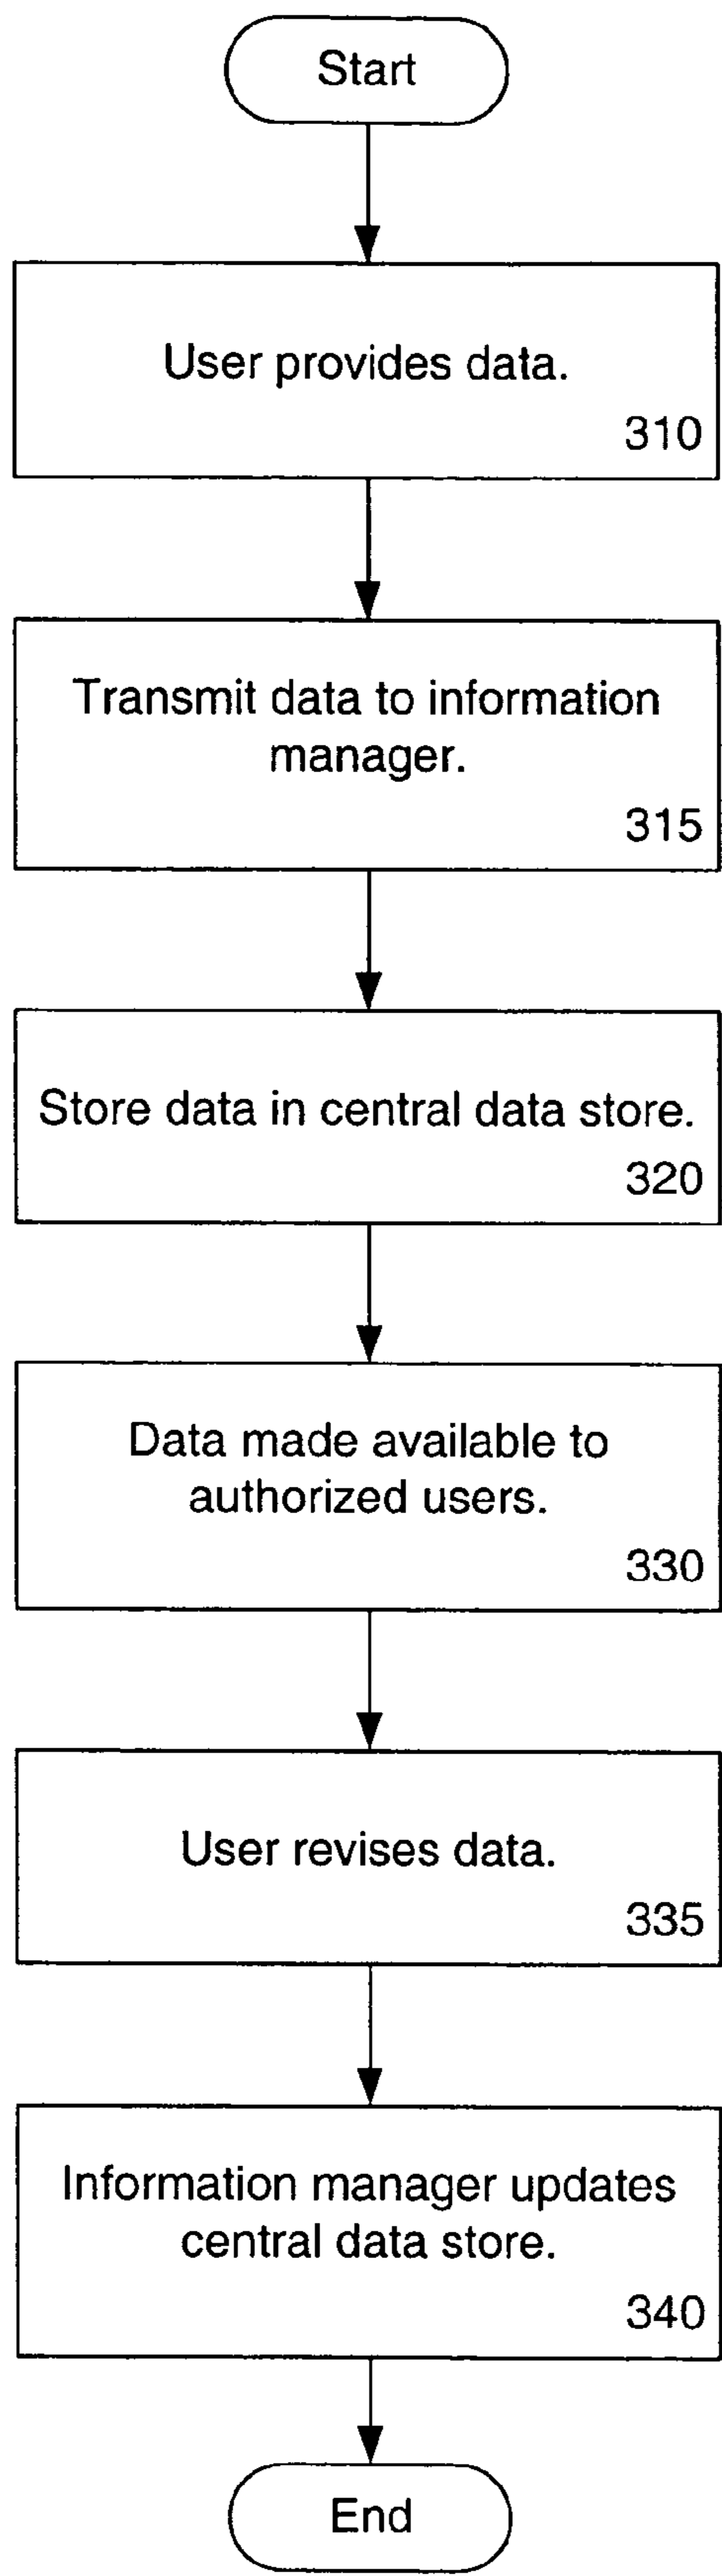 Start
User provides data.
310
Transmit data to information
manager.
315
Store data in central data store.
320
Data made available to
authorized users.
330
User revises data.
335
Information manager updates
central data store.
340
End